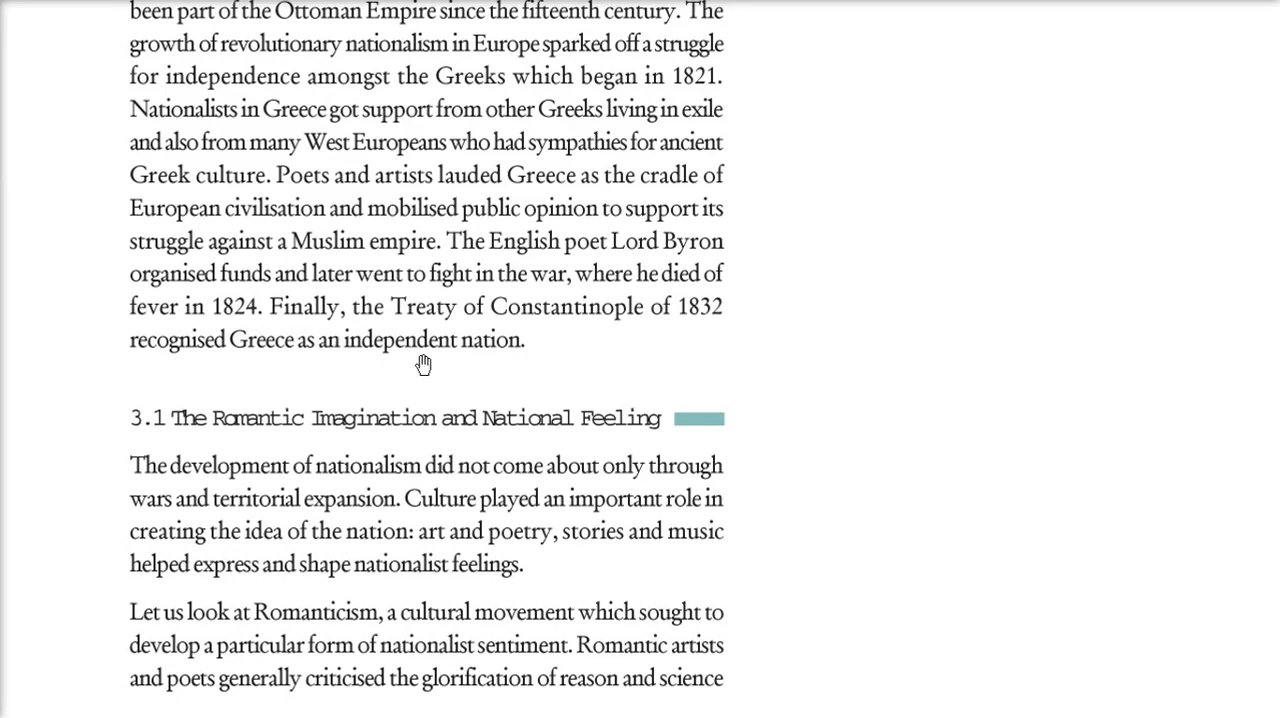 been part of the Ottoman Empire since the fifteenth century. The
growth of revolutionary nationalism in Europe sparked off a struggle
for independence amongst the Greeks which began in 1821.
Nationalists in Greece got support from other Greeks living in exile
and also from many West Europeans who had sympathies for ancient
Greek culture. Poets and artists lauded Greece as the cradle of
European civilisation and mobilised public opinion to support its
struggle against a Muslim empire. The English poet Lord Byron
organised funds and later went to fight in the war, where he died of
fever in 1824. Finally, the Treaty of Constantinople of 1832
recognised Greece as an independent nation.
3.1 The Romantic Imagination and National Feeling
The development of nationalism did not come about only through
wars and territorial expansion. Culture played an important role in
creating the idea of the nation: art and poetry, stories and music
helped express and shape nationalist feelings.
Let us look at Romanticism, a cultural movement which sought to
develop a particular form of nationalist sentiment. Romantic artists
and poets generally criticised the glorification of reason and science